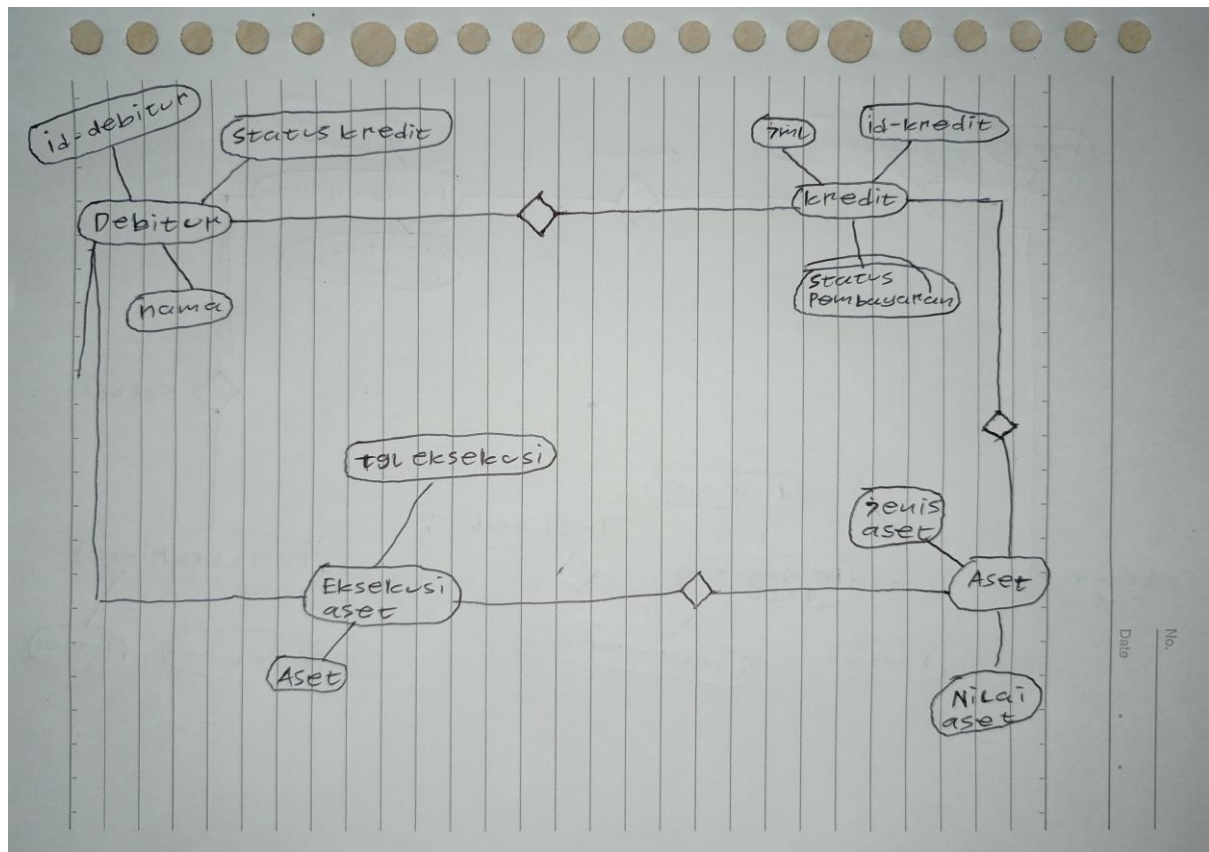 id-debitur
status kredit
jml
id-kredit
Debitur
kredit
nama
status
Pembayaran
tgl eksekusi
jenis
aset
Eksekusi
aset
Aset
Aset
Nilai
aset
No.
Date